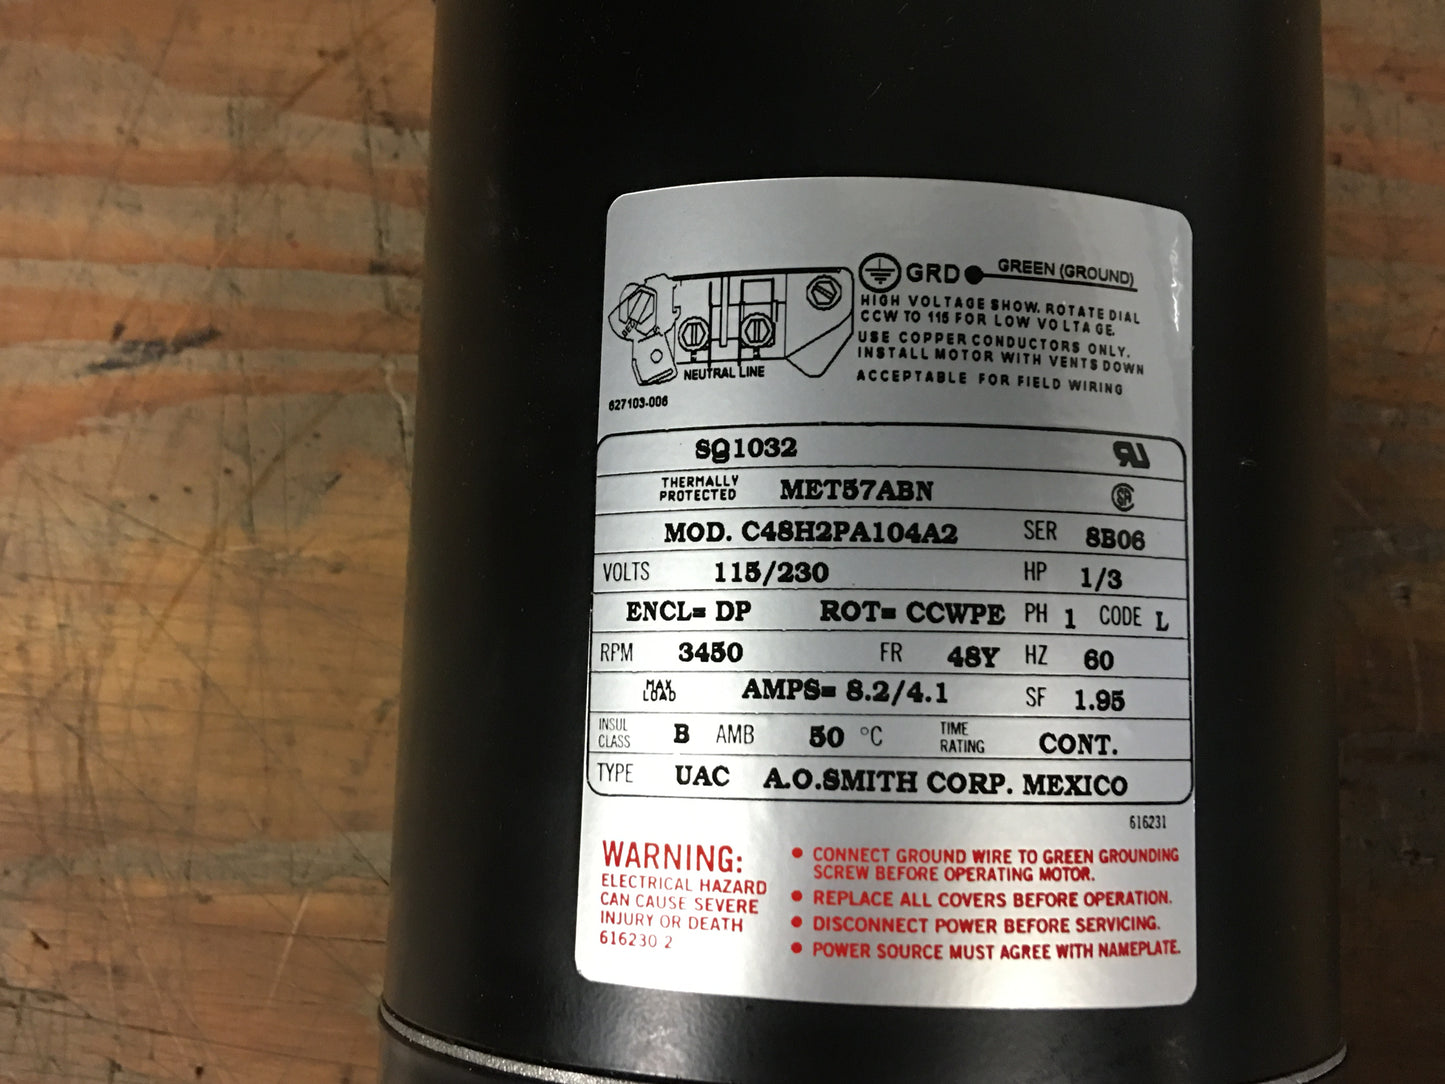 GRD GREEN (GROUND)
HIGH VOLTAGE SHOW. ROTATE DIAL
CCW TO 115 FOR LOW VOLTAGE.
USE COPPER CONDUCTORS ONLY.
INSTALL MOTOR WITH VENTS DOWN
ACCEPTABLE FOR FIELD WIRING
NEUTRAL LINE
627103-006
SQ1032
THERMALLY
PROTECTED MET57ABN
MOD. C48H2PA104A2 SER 8B06
VOLTS 115/230 HP 1/3
ENCL= DP ROT= CCWPE PH 1 CODE L
RPM 3450 FR 48Y HZ 60
MAX
LOAD AMPS= 8.2/4.1 SF 1.95
INSUL
CLASS B AMB 50 °C TIME
RATING CONT.
TYPE UAC A.O.SMITH CORP. MEXICO
616231
WARNING:
ELECTRICAL HAZARD
CAN CAUSE SEVERE
INJURY OR DEATH
616230 2
• CONNECT GROUND WIRE TO GREEN GROUNDING
SCREW BEFORE OPERATING MOTOR.
• REPLACE ALL COVERS BEFORE OPERATION.
• DISCONNECT POWER BEFORE SERVICING.
• POWER SOURCE MUST AGREE WITH NAMEPLATE.